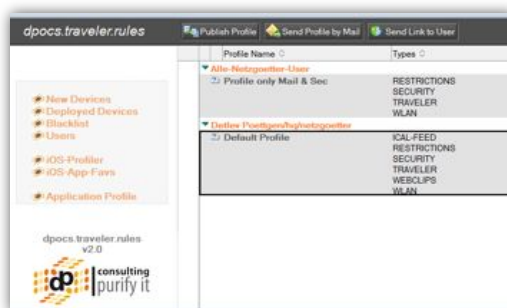 dpocs.traveler.rules
Publish Profile
Send Profile by Mail
Send Link to User
Profile Name
Types
Alle-Netzgoetter-User
Profile only Mail & Sec
RESTRICTIONS
SECURITY
TRAVELER
WLAN
Detlev Poettgen/hq/netzgoetter
Default Profile
ICAL-FEED
RESTRICTIONS
SECURITY
TRAVELER
WEBCLIPS
WLAN
New Devices
Deployed Devices
Blacklist
Users
iOS-Profiler
iOS-App-Favs
Application Profile
dpocs.traveler.rules
v2.0
dp
consulting
purify it